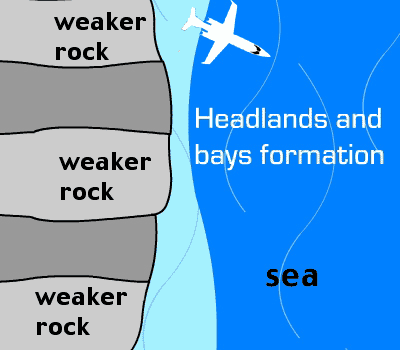 weaker
rock
Headlands and
bays formation
weaker
rock
sea
weaker
rock